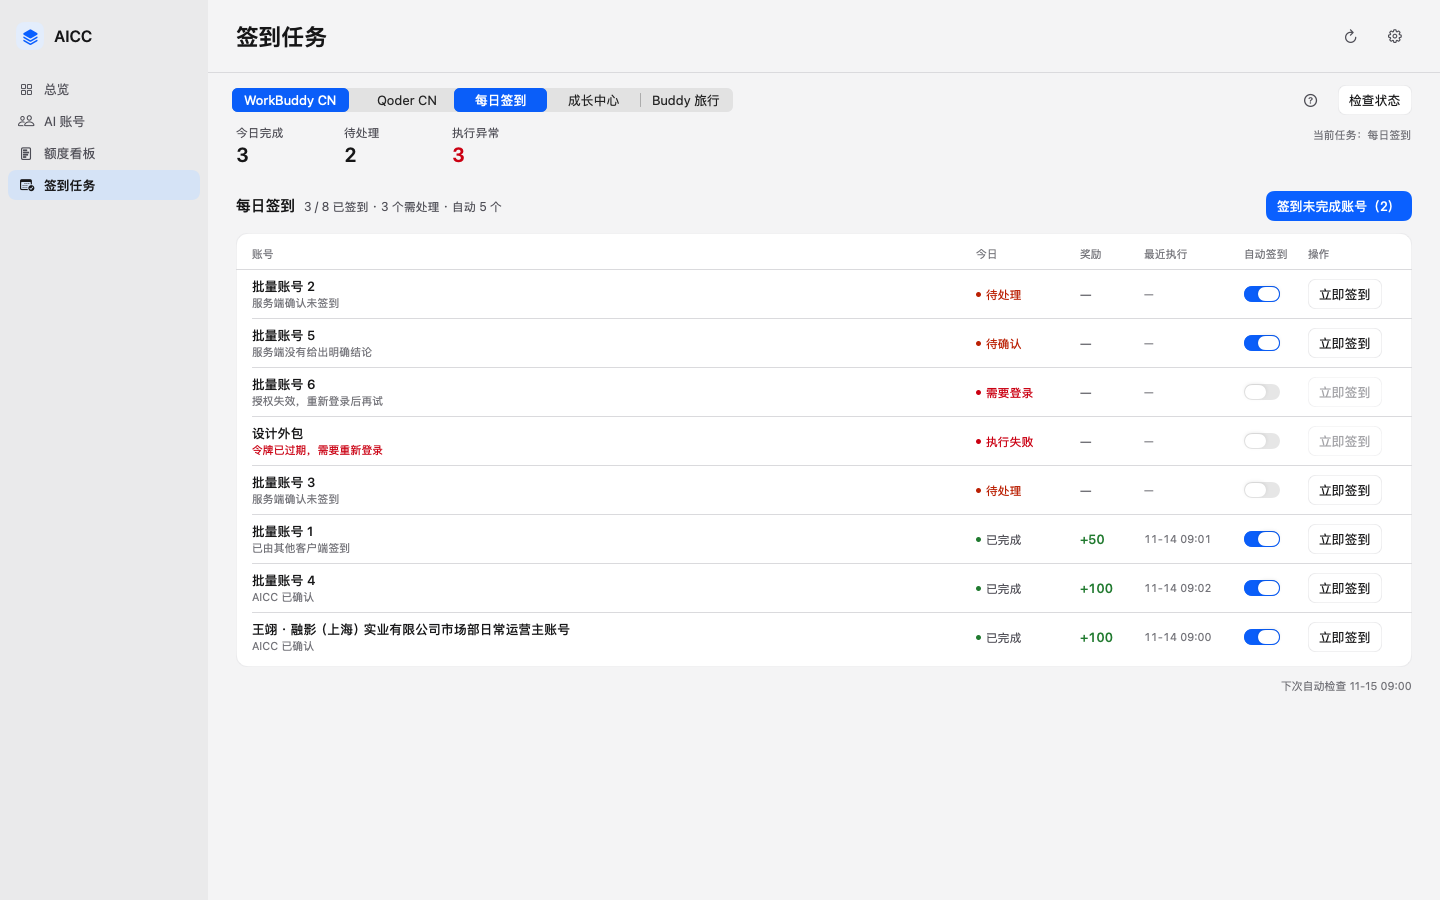 AICC
签到任务
总览
AI 账号
额度看板
签到任务
WorkBuddy CN
Qoder CN
每日签到
成长中心
Buddy 旅行
检查状态
今日完成
待处理
执行异常
3
2
3
当前任务：每日签到
每日签到 3 / 8 已签到 · 3 个需处理 · 自动 5 个
签到未完成账号（2）
账号 今日 奖励 最近执行 自动签到 操作
批量账号 2
服务端确认未签到
待处理 — — 立即签到
批量账号 5
服务端没有给出明确结论
待确认 — — 立即签到
批量账号 6
授权失效，重新登录后再试
需要登录 — — 立即签到
设计外包
令牌已过期，需要重新登录
执行失败 — — 立即签到
批量账号 3
服务端确认未签到
待处理 — — 立即签到
批量账号 1
已由其他客户端签到
已完成 +50 11-14 09:01 立即签到
批量账号 4
AICC 已确认
已完成 +100 11-14 09:02 立即签到
王翊 · 融影（上海）实业有限公司市场部日常运营主账号
AICC 已确认
已完成 +100 11-14 09:00 立即签到
下次自动检查 11-15 09:00